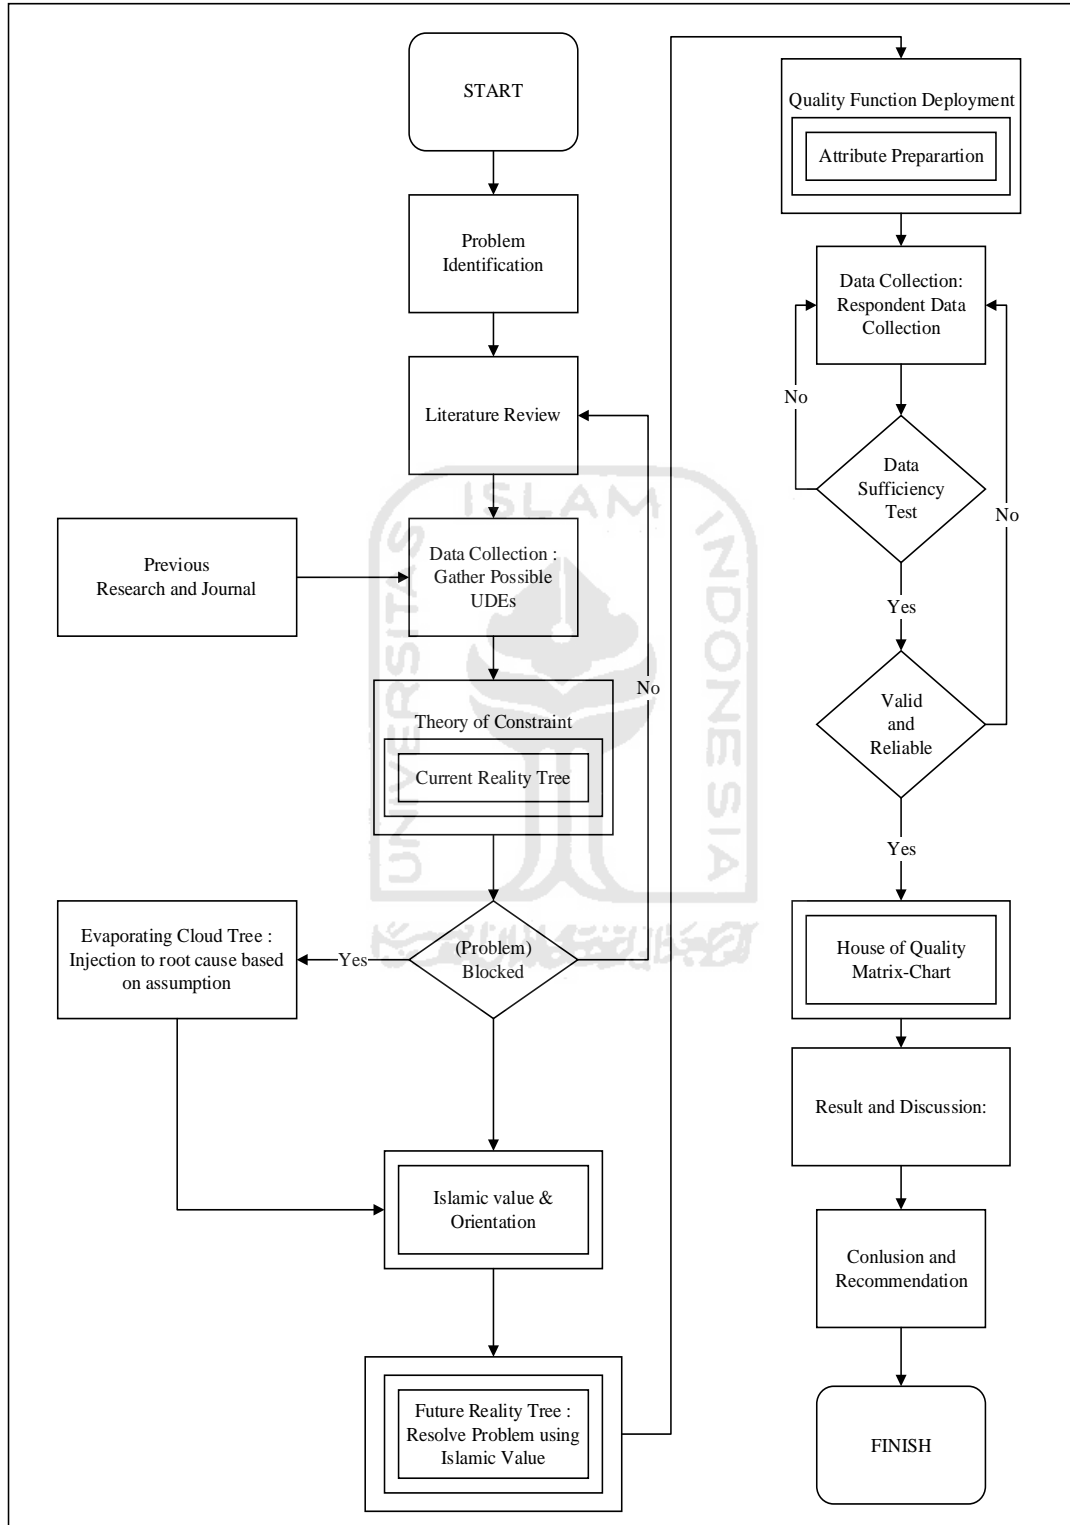 START
Problem
Identification
Literature Review
Previous
Research and Journal
Data Collection :
Gather Possible
UDEs
No
Theory of Constraint
Current Reality Tree
Evaporating Cloud Tree :
Injection to root cause based
on assumption
Yes
(Problem)
Blocked
Islamic value &
Orientation
Future Reality Tree :
Resolve Problem using
Islamic Value
Quality Function Deployment
Attribute Preparartion
Data Collection:
Respondent Data
Collection
No
Data
Sufficiency
Test
No
Yes
Valid
and
Reliable
Yes
House of Quality
Matrix-Chart
Result and Discussion:
Conlusion and
Recommendation
FINISH
UNIVERSITAS
ISLAM
INDONESIA